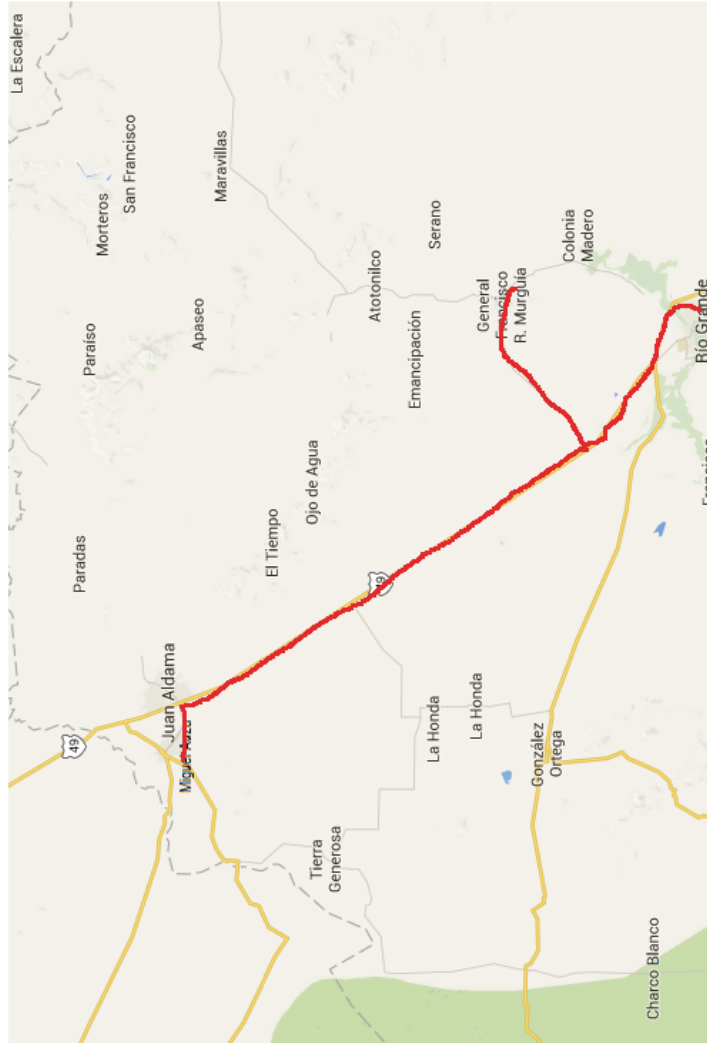 La Escalera
49
Paradas
Paraíso
Morteros
San Francisco
Juan Aldama
Miguel Auza
Apaseo
Maravillas
El Tiempo
Ojo de Agua
Tierra
Generosa
Atotonilco
49
Emancipación
La Honda
Serano
La Honda
General
Francisco
R. Murguía
González
Ortega
Colonia
Madero
Charco Blanco
Río Grande